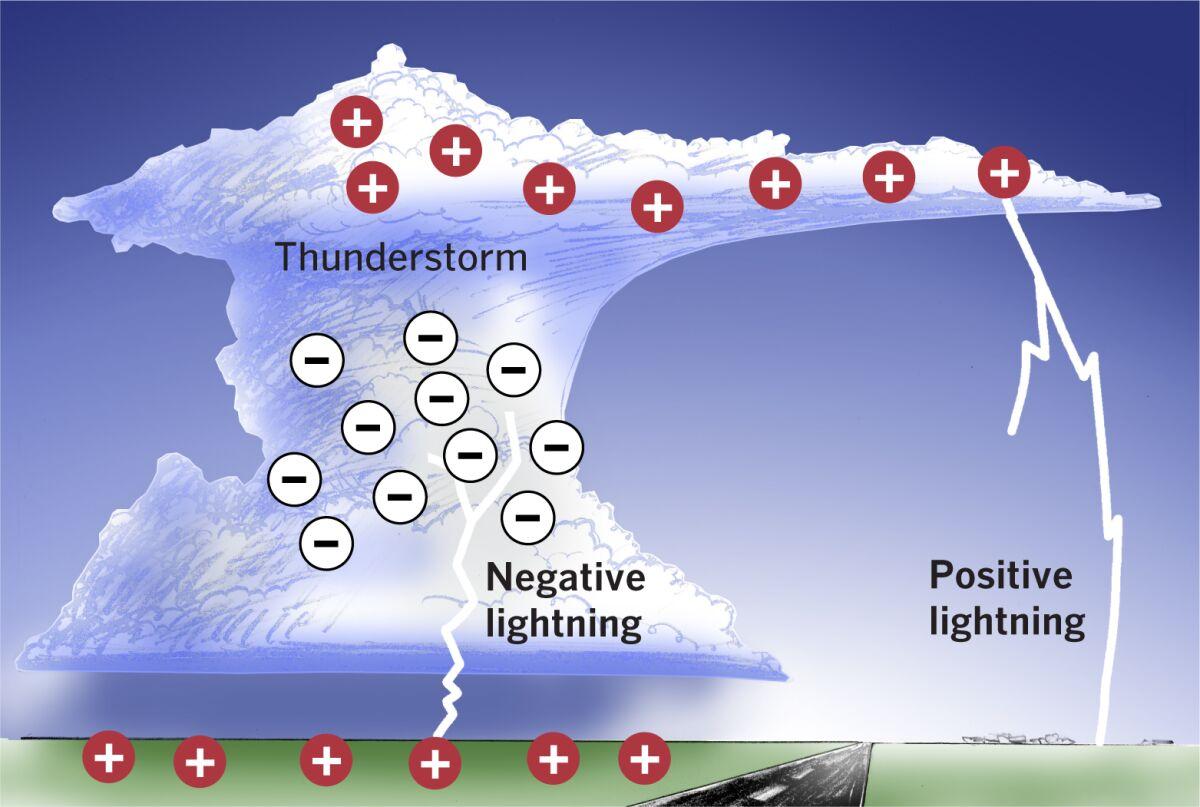 Thunderstorm
Negative
lightning
Positive
lightning